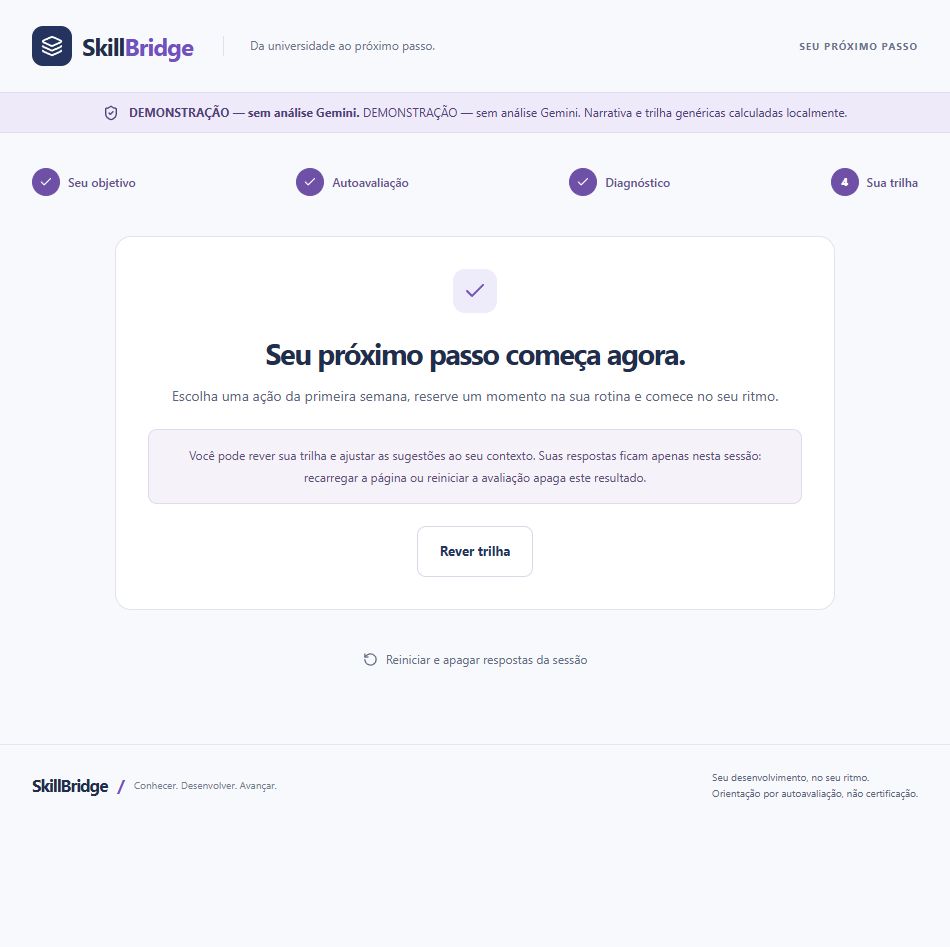 SkillBridge
Da universidade ao próximo passo.
SEU PRÓXIMO PASSO
DEMONSTRAÇÃO — sem análise Gemini. DEMONSTRAÇÃO — sem análise Gemini. Narrativa e trilha genéricas calculadas localmente.
Seu objetivo
Autoavaliação
Diagnóstico
4 Sua trilha
Seu próximo passo começa agora.
Escolha uma ação da primeira semana, reserve um momento na sua rotina e comece no seu ritmo.
Você pode rever sua trilha e ajustar as sugestões ao seu contexto. Suas respostas ficam apenas nesta sessão:
recarregar a página ou reiniciar a avaliação apaga este resultado.
Rever trilha
Reiniciar e apagar respostas da sessão
SkillBridge / Conhecer. Desenvolver. Avançar.
Seu desenvolvimento, no seu ritmo.
Orientação por autoavaliação, não certificação.